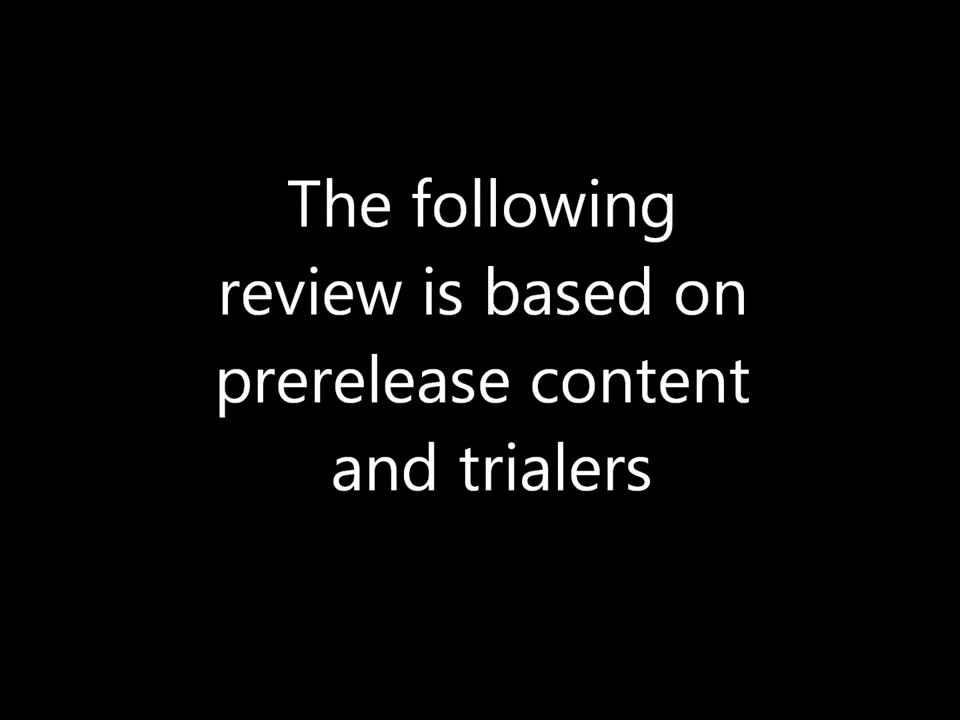 The following
review is based on
prerelease content
and trialers